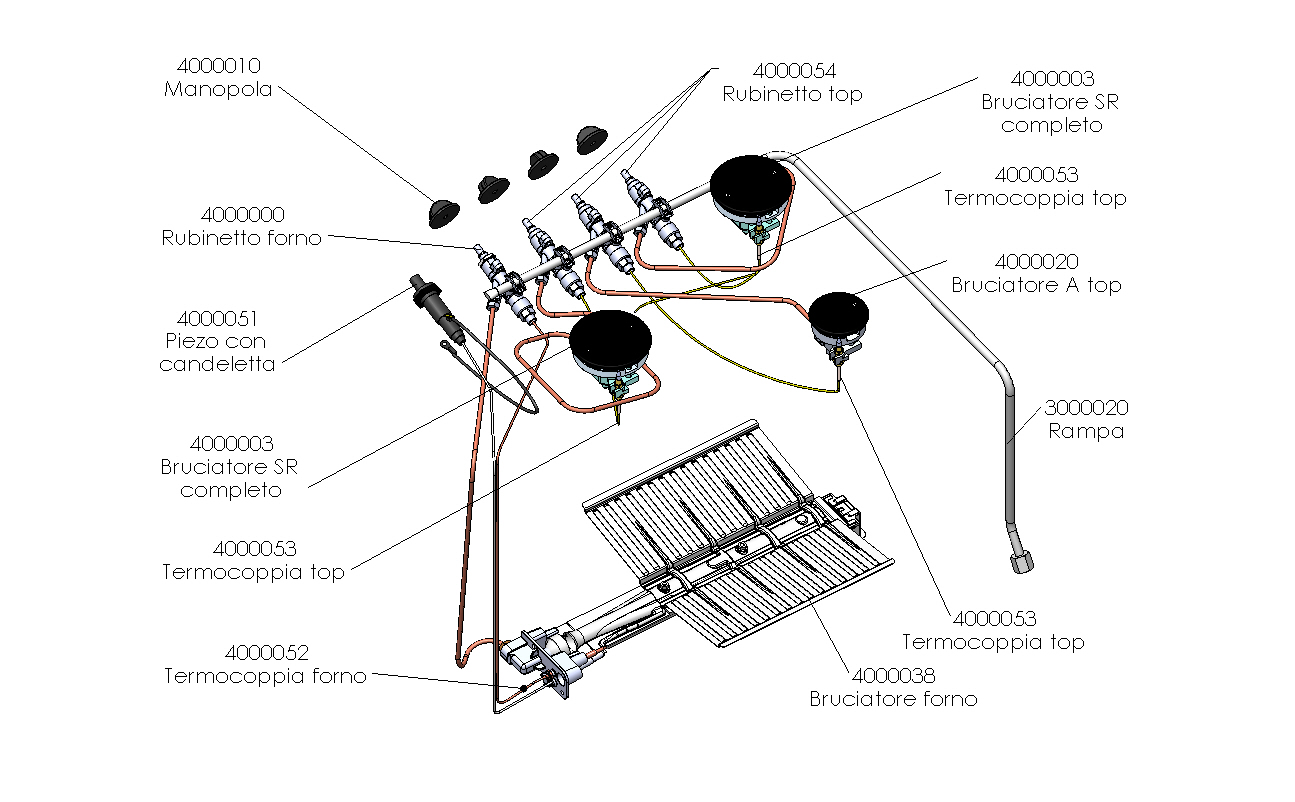 4000010
Manopola
4000054
Rubinetto top
4000003
Bruciatore SR
completo
4000053
Termocoppia top
4000000
Rubinetto forno
4000020
Bruciatore A top
4000051
Piezo con
candeletta
3000020
Rampa
4000003
Bruciatore SR
completo
4000053
Termocoppia top
4000053
Termocoppia top
4000052
Termocoppia forno
4000038
Bruciatore forno